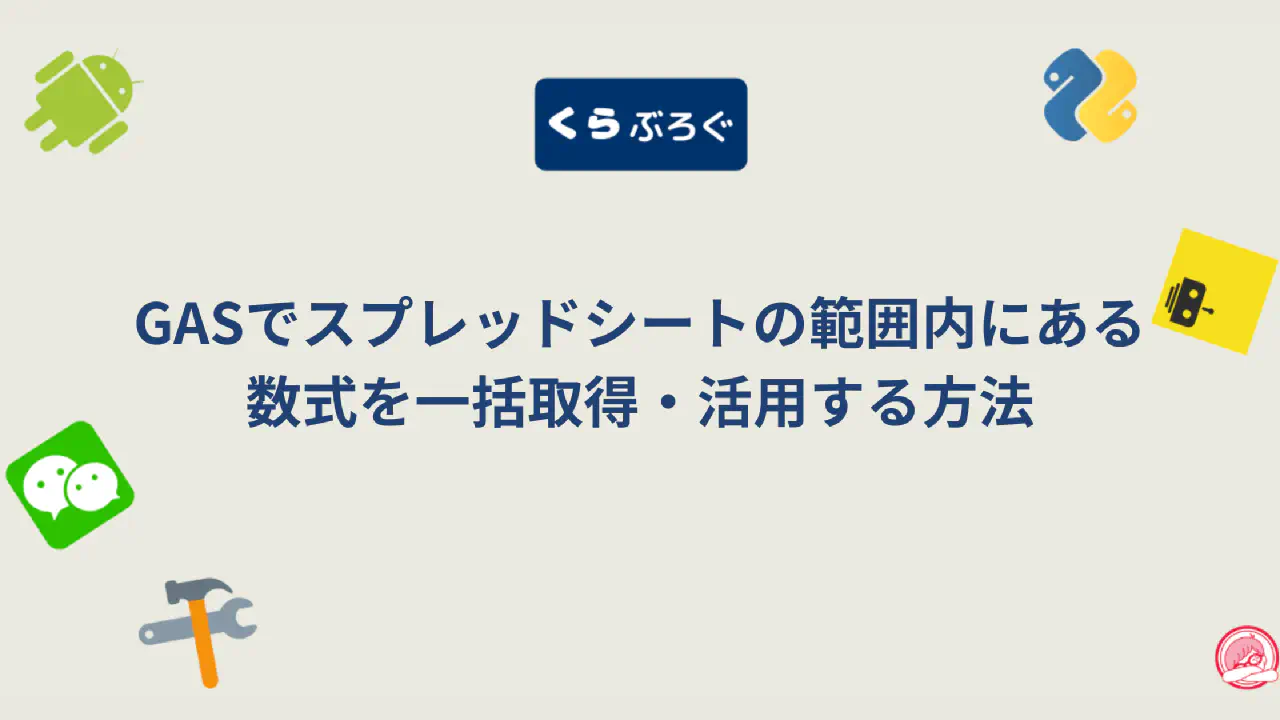 くらぶろぐ
GASでスプレッドシートの範囲内にある
数式を一括取得・活用する方法